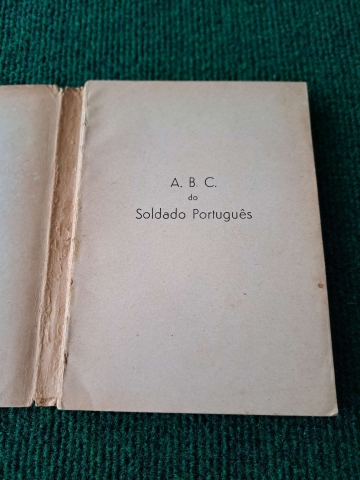 A. B. C.
do
Soldado Português